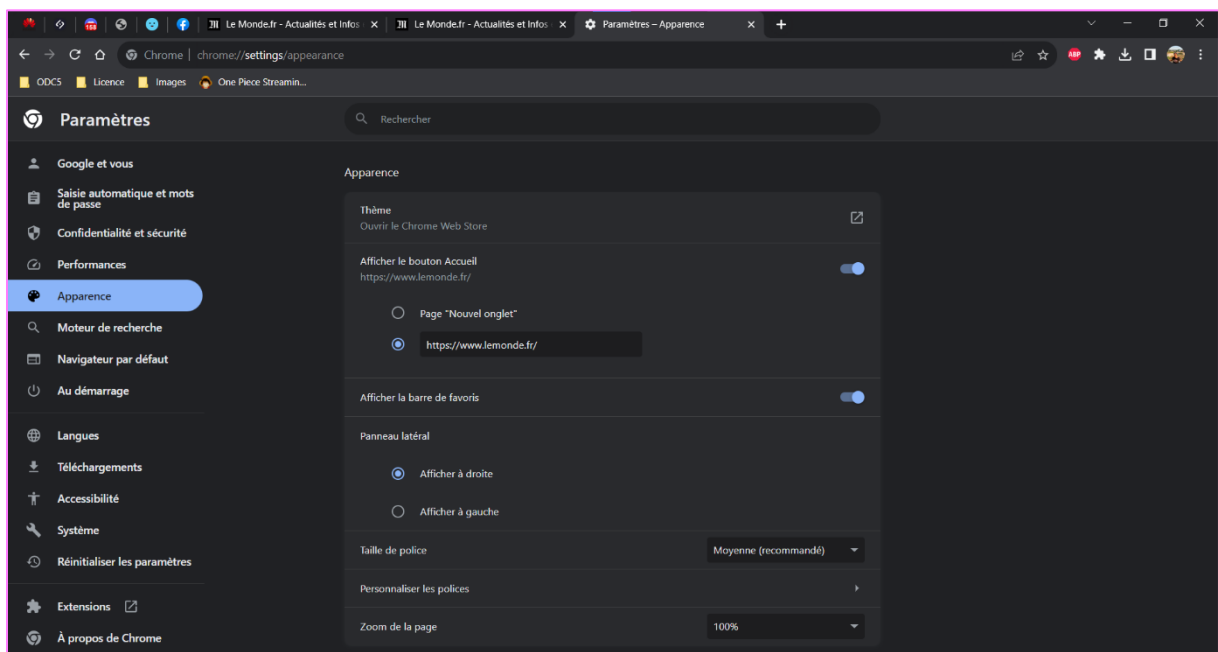 168
Le Monde.fr - Actualités et Infos
Le Monde.fr - Actualités et Infos
Paramètres – Apparence
Chrome | chrome://settings/appearance
ABP
ODC5
Licence
Images
One Piece Streamin...
Paramètres
Rechercher
Google et vous
Saisie automatique et mots
de passe
Confidentialité et sécurité
Performances
Apparence
Moteur de recherche
Navigateur par défaut
Au démarrage
Langues
Téléchargements
Accessibilité
Système
Réinitialiser les paramètres
Extensions
À propos de Chrome
Apparence
Thème
Ouvrir le Chrome Web Store
Afficher le bouton Accueil
https://www.lemonde.fr/
Page "Nouvel onglet"
https://www.lemonde.fr/
Afficher la barre de favoris
Panneau latéral
Afficher à droite
Afficher à gauche
Taille de police
Moyenne (recommandé)
Personnaliser les polices
Zoom de la page
100%